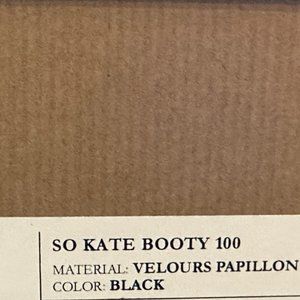 SO KATE BOOTY 100
MATERIAL: VELOURS PAPILLON
COLOR: BLACK